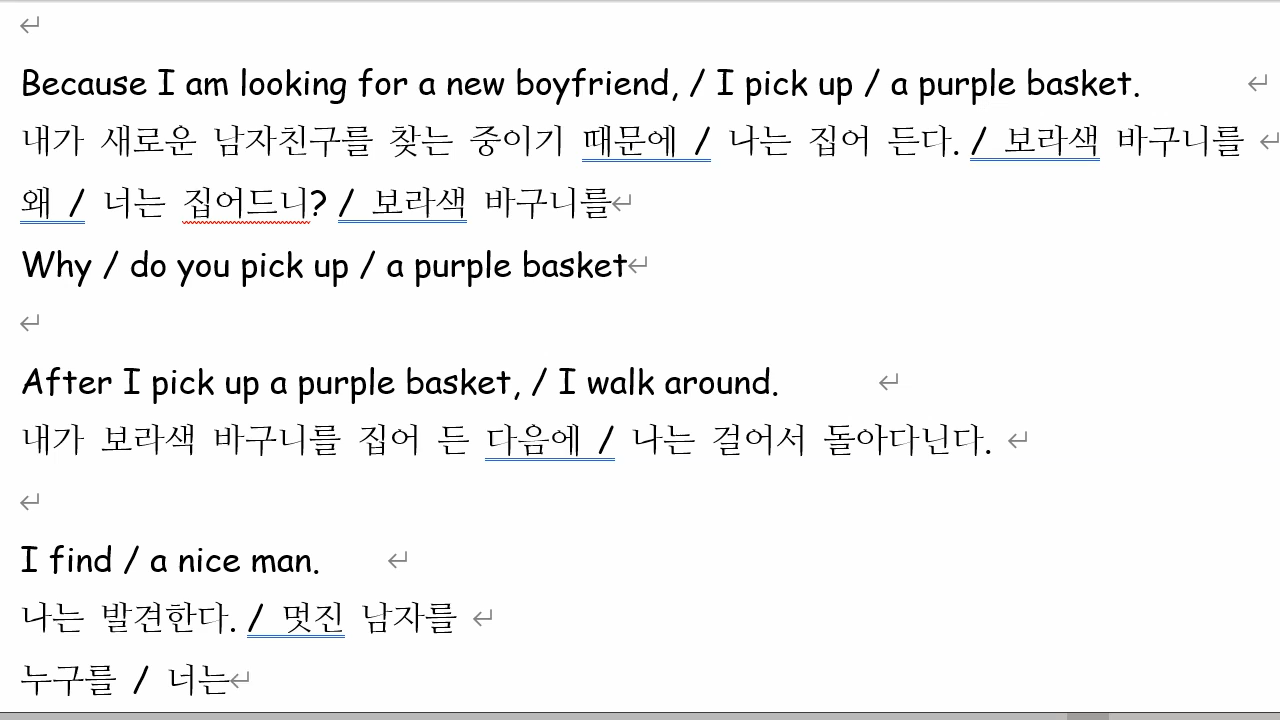 Because I am looking for a new boyfriend, / I pick up / a purple basket.
내가 새로운 남자친구를 찾는 중이기 때문에 / 나는 집어 든다. / 보라색 바구니를
왜 / 너는 집어드니? / 보라색 바구니를
Why / do you pick up / a purple basket
After I pick up a purple basket, / I walk around.
내가 보라색 바구니를 집어 든 다음에 / 나는 걸어서 돌아다닌다.
I find / a nice man.
나는 발견한다. / 멋진 남자를
누구를 / 너는